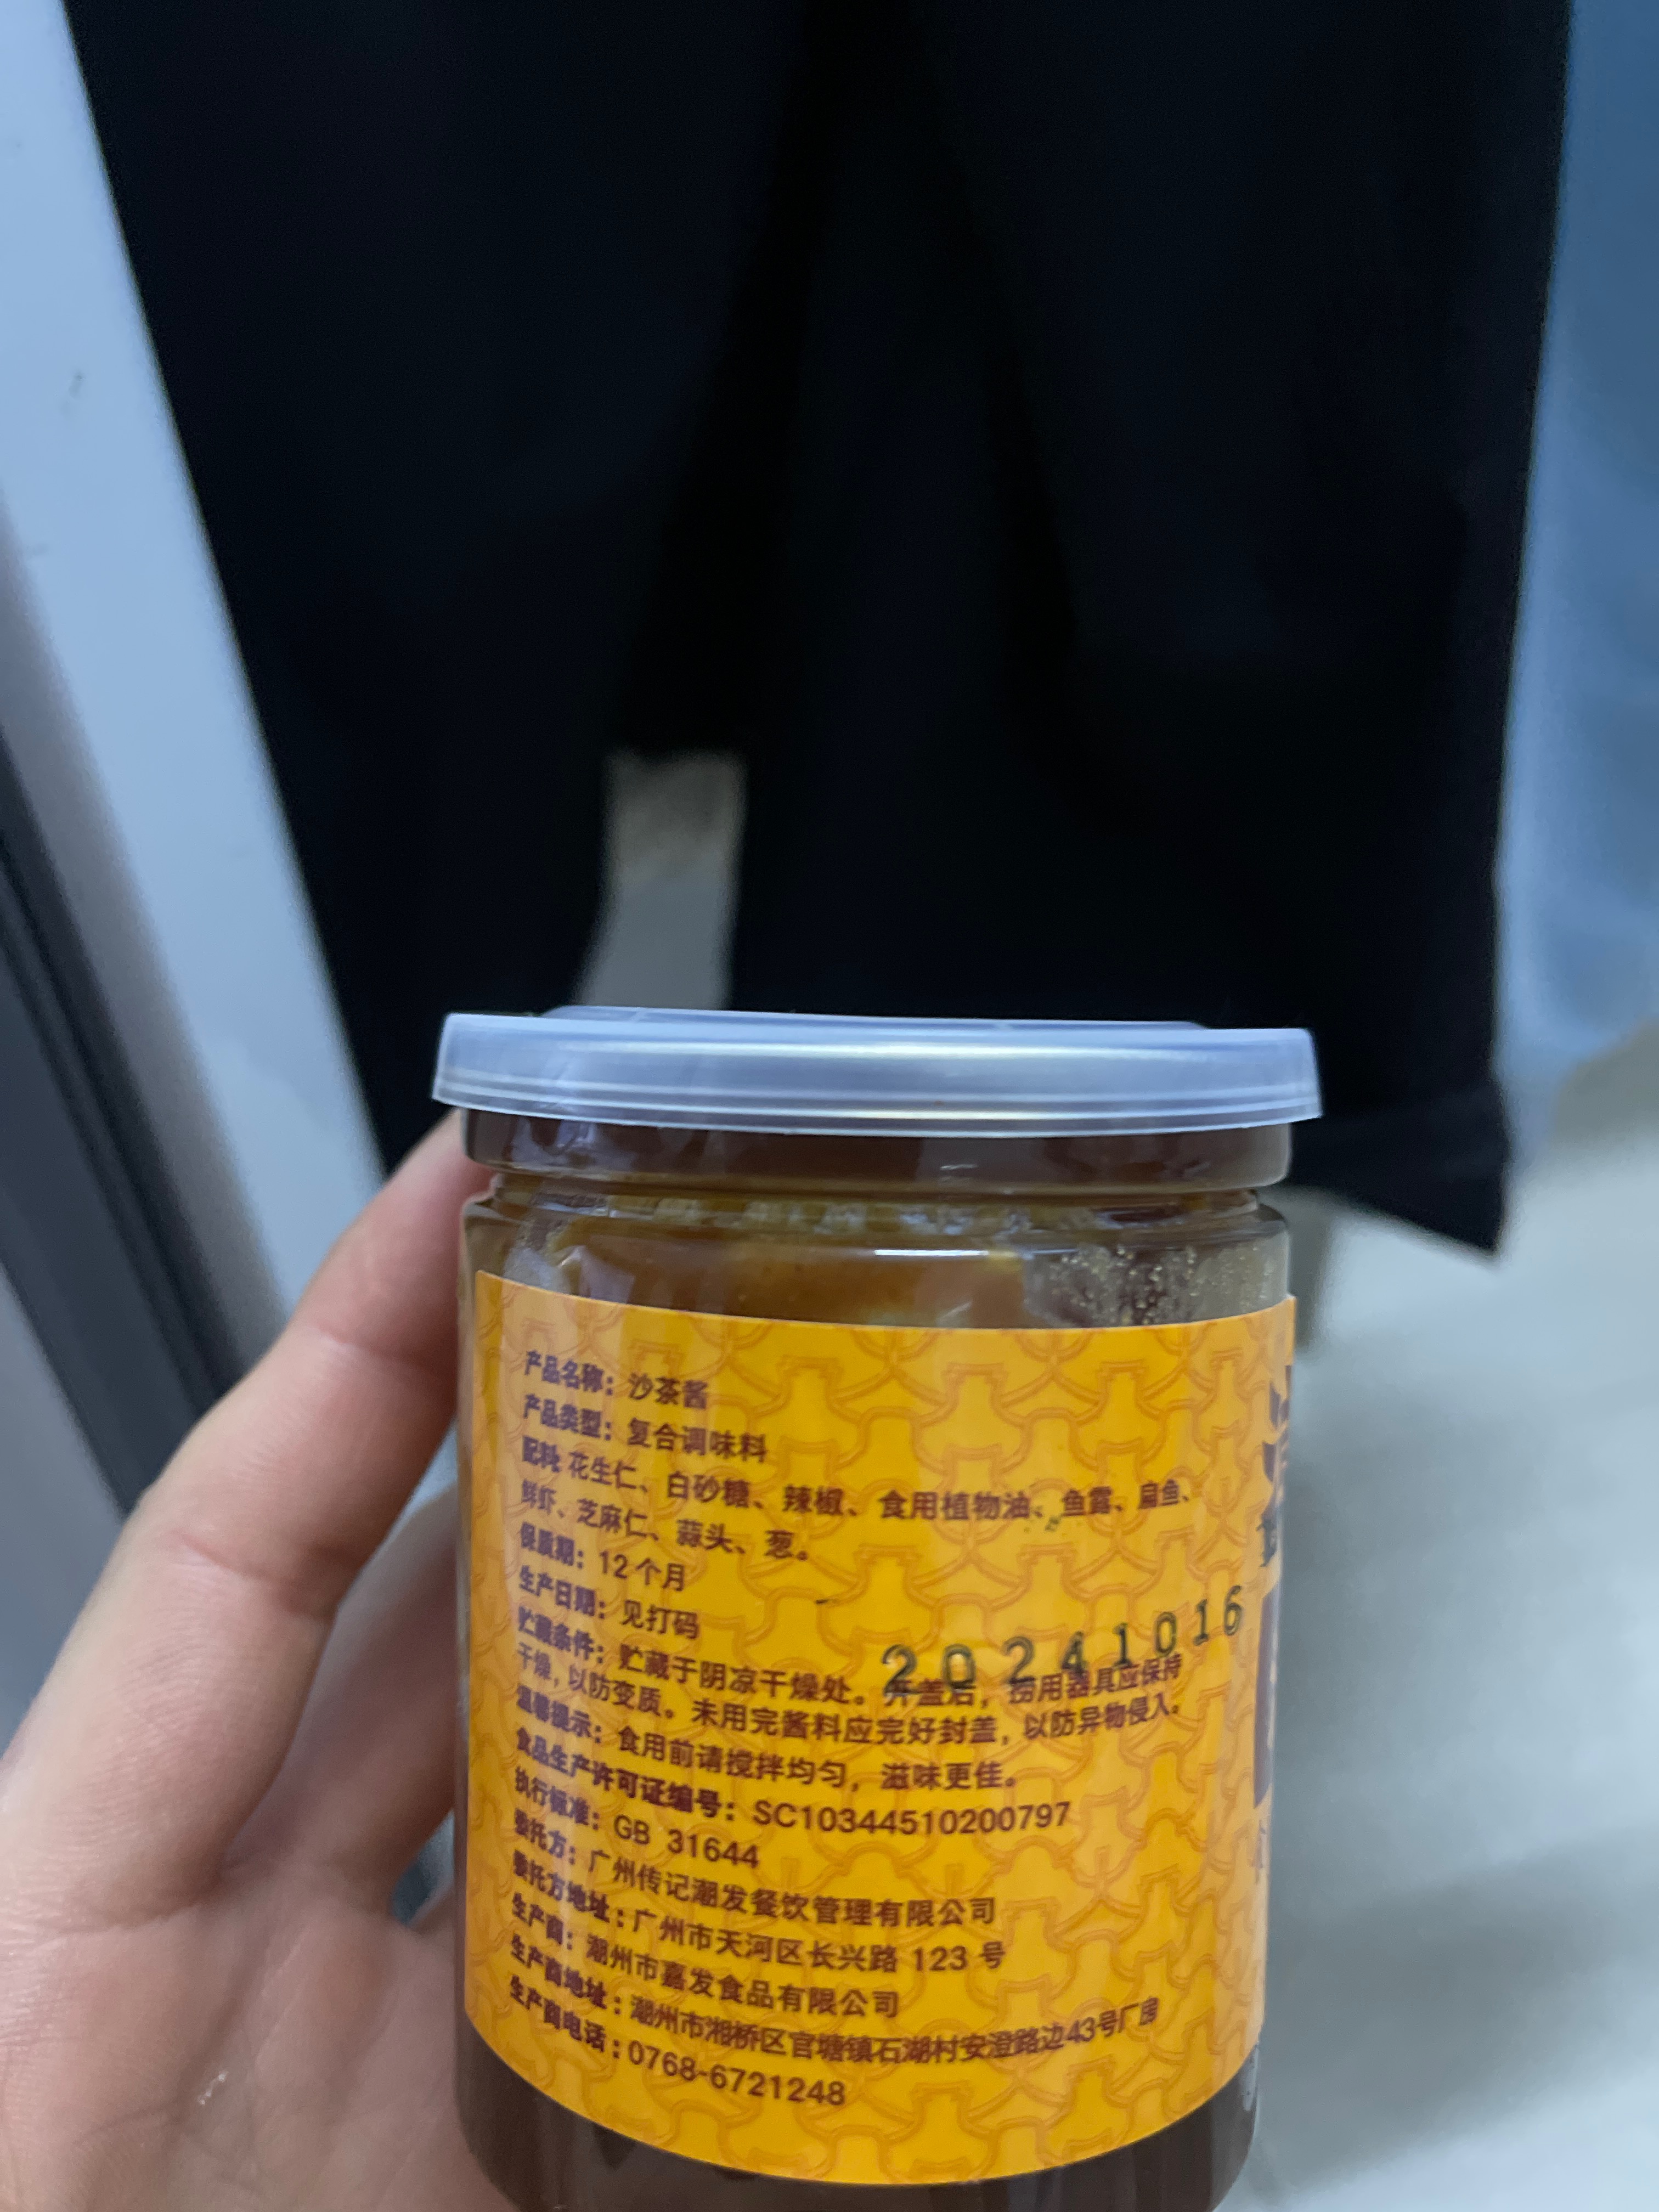 产品名称：沙茶酱
产品类型：复合调味料
配料：花生仁、白砂糖、辣椒、食用植物油、鱼露、扁鱼、
鲜虾、芝麻仁、蒜头、葱。
保质期：12个月
生产日期：见打码
20241016
贮藏条件：贮藏于阴凉干燥处。开盖后，捞用器具应保持
干燥，以防变质。未用完酱料应完好封盖，以防异物侵入。
温馨提示：食用前请搅拌均匀，滋味更佳。
食品生产许可证编号：SC10344510200797
执行标准：GB 31644
委托方：广州传记潮发餐饮管理有限公司
委托方地址：广州市天河区长兴路 123 号
生产商：潮州市嘉发食品有限公司
生产商地址：潮州市湘桥区官塘镇石湖村安澄路边43号厂房
生产商电话：0768-6721248